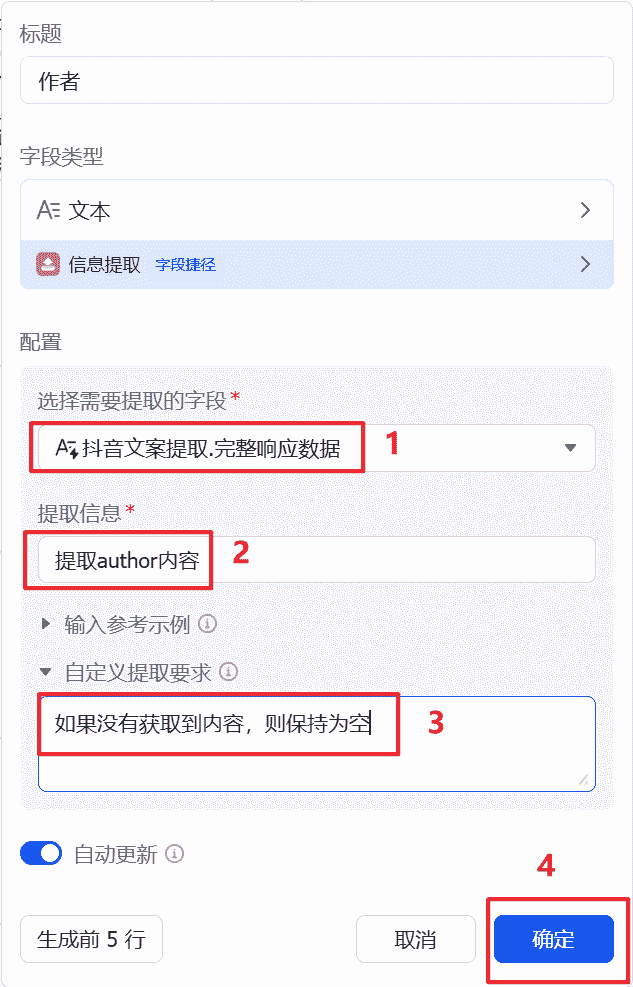 标题
作者
字段类型
文本
信息提取 字段捷径
配置
选择需要提取的字段*
抖音文案提取.完整响应数据 1
提取信息*
提取author内容 2
输入参考示例
自定义提取要求
如果没有获取到内容，则保持为空 3
自动更新
4
生成前 5 行 取消 确定